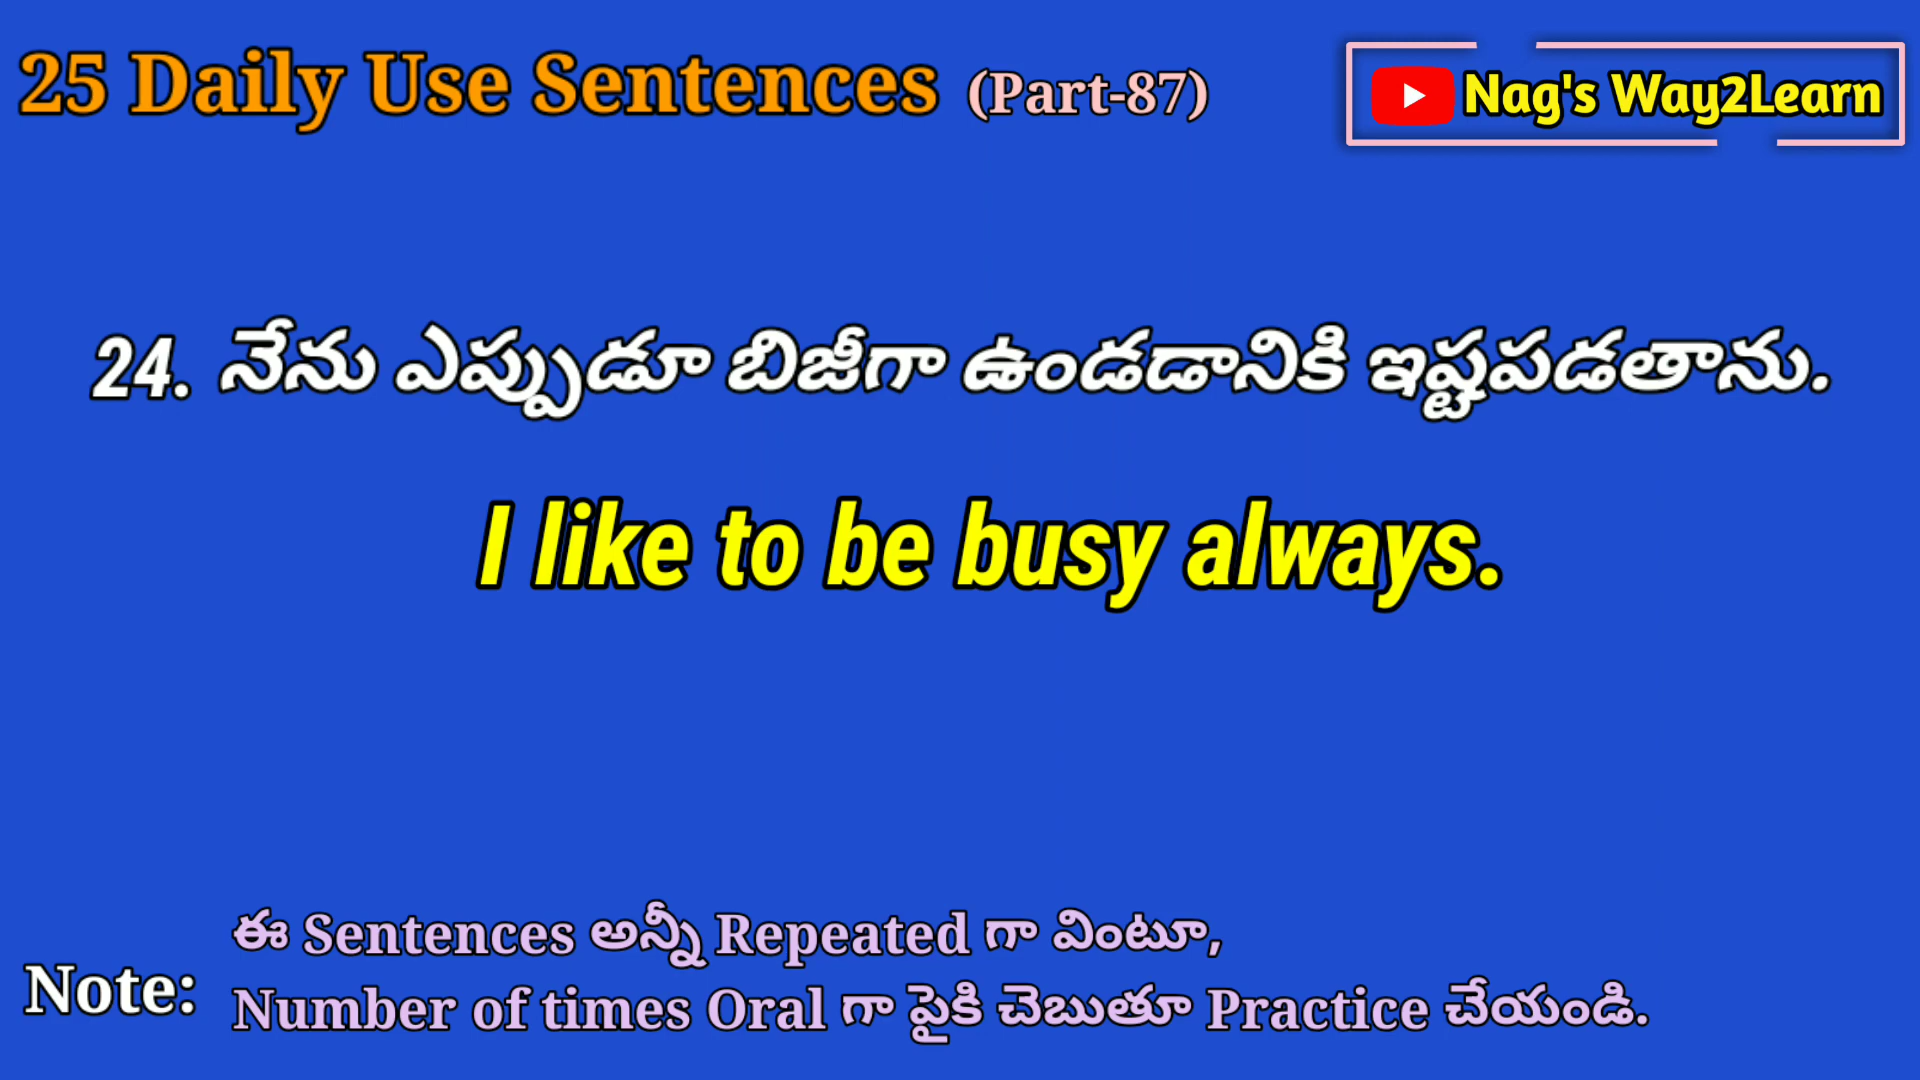 25 Daily Use Sentences (Part-87)
Nag's Way2Learn
24. నేను ఎప్పుడూ బిజీగా ఉండడానికి ఇష్టపడతాను.
I like to be busy always.
ఈ Sentences అన్నీ Repeated గా వింటూ,
Note:
Number of times Oral గా పైకి చెబుతూ Practice చేయండి.